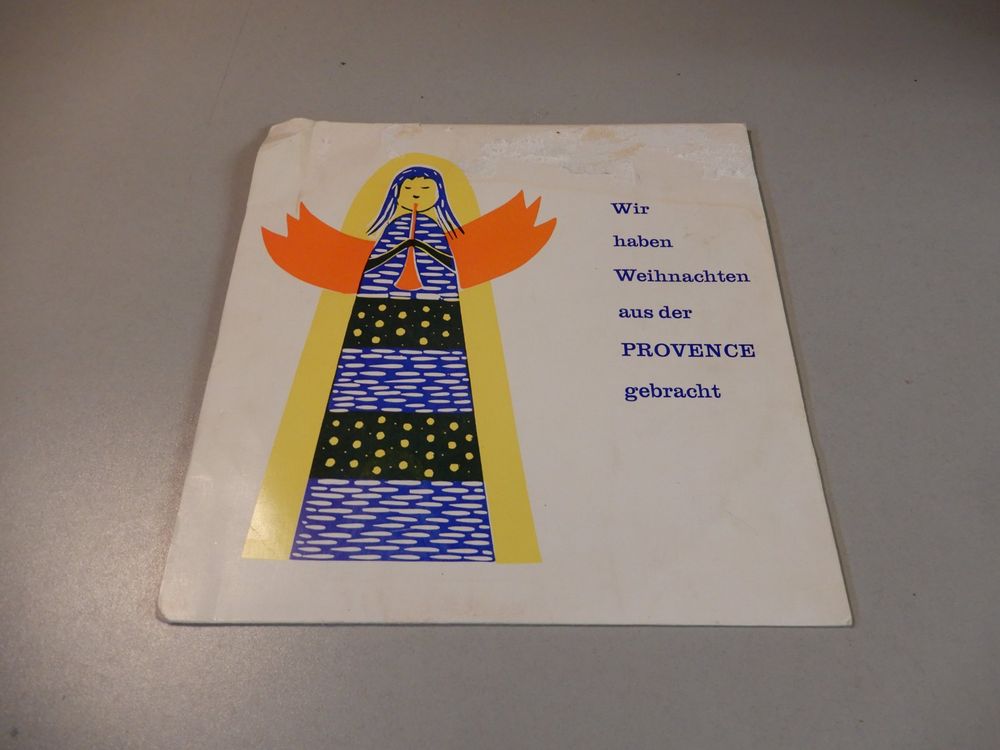 Wir
haben
Weihnachten
aus der
PROVENCE
gebracht